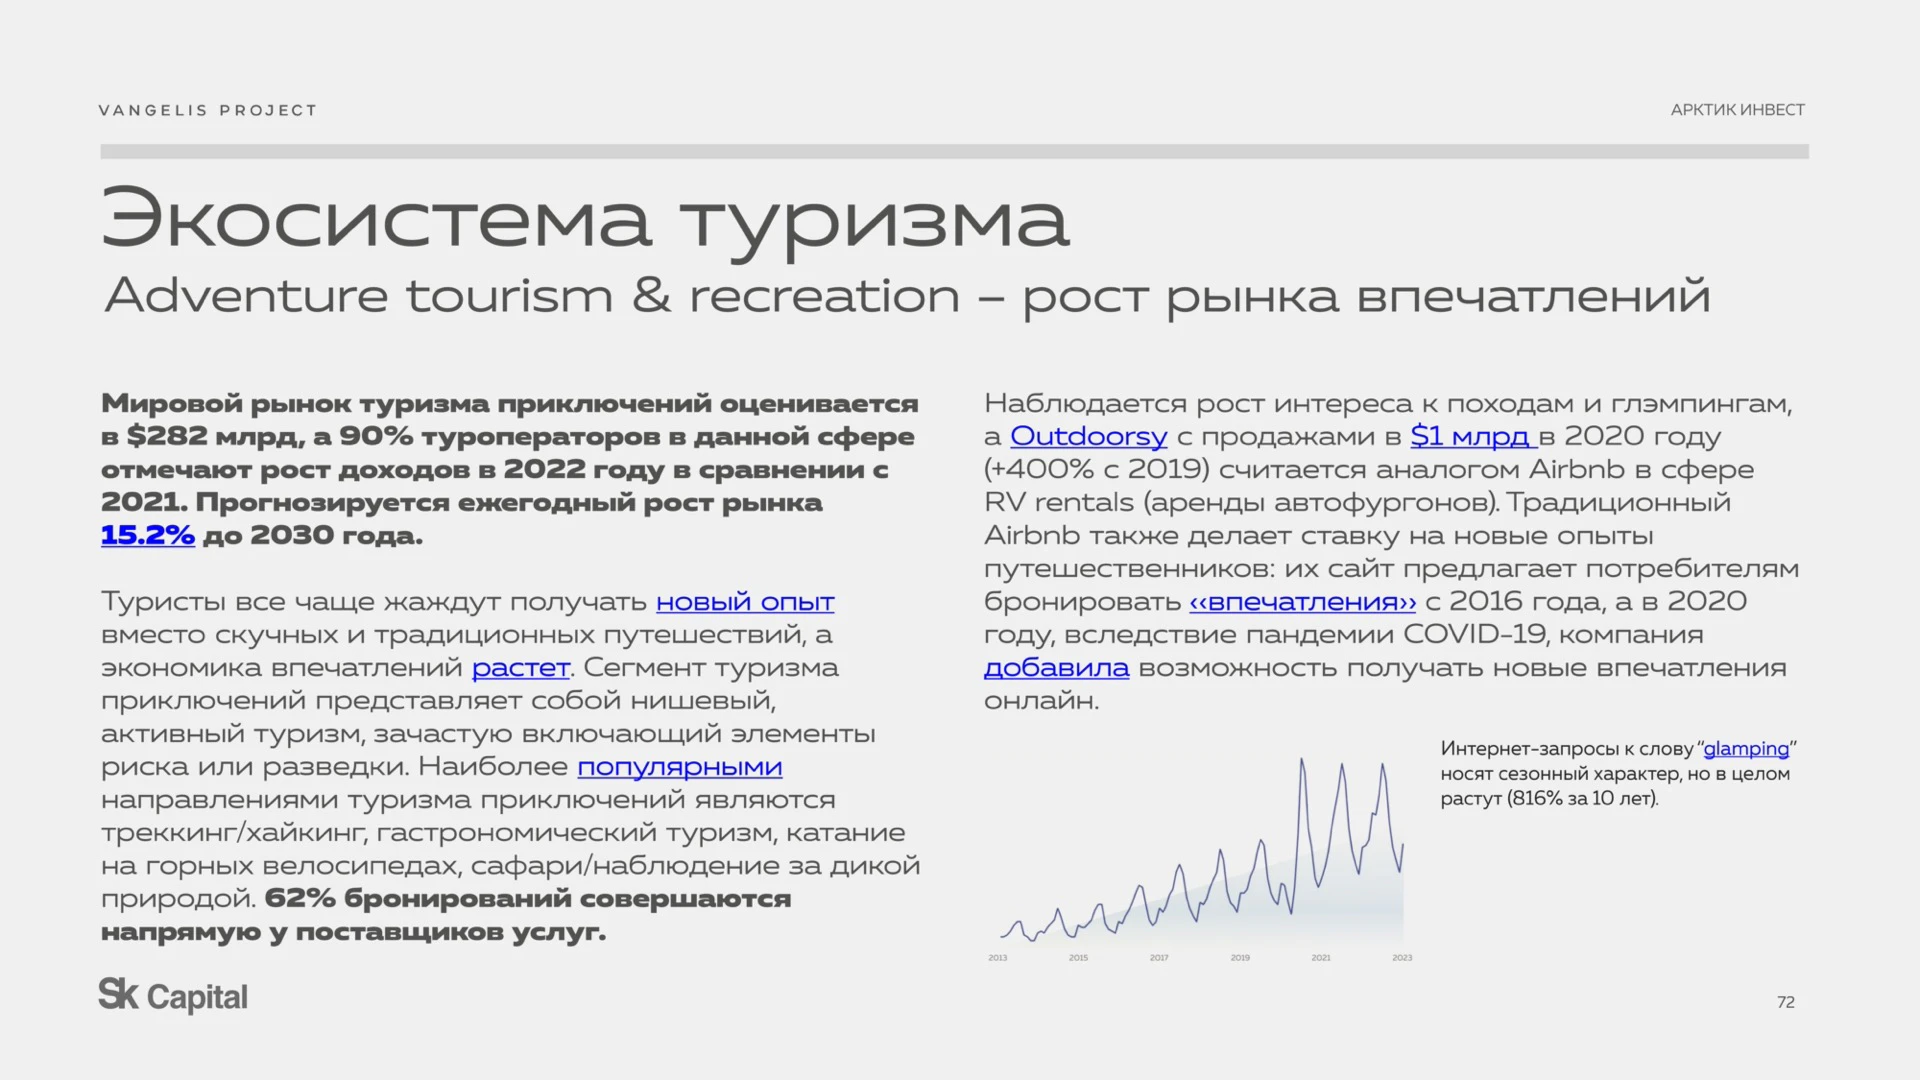 VANGELIS PROJECT
АРКТИК ИНВЕСТ
Экосистема туризма
Adventure tourism & recreation – рост рынка впечатлений
Мировой рынок туризма приключений оценивается
в $282 млрд, а 90% туроператоров в данной сфере
отмечают рост доходов в 2022 году в сравнении с
2021. Прогнозируется ежегодный рост рынка
15.2% до 2030 года.
Туристы все чаще жаждут получать новый опыт
вместо скучных и традиционных путешествий, а
экономика впечатлений растет. Сегмент туризма
приключений представляет собой нишевый,
активный туризм, зачастую включающий элементы
риска или разведки. Наиболее популярными
направлениями туризма приключений являются
треккинг/хайкинг, гастрономический туризм, катание
на горных велосипедах, сафари/наблюдение за дикой
природой. 62% бронирований совершаются
напрямую у поставщиков услуг.
Наблюдается рост интереса к походам и глэмпингам,
а Outdoorsy с продажами в $1 млрд в 2020 году
(+400% с 2019) считается аналогом Airbnb в сфере
RV rentals (аренды автофургонов). Традиционный
Airbnb также делает ставку на новые опыты
путешественников: их сайт предлагает потребителям
бронировать ‹‹впечатления›› с 2016 года, а в 2020
году, вследствие пандемии COVID-19, компания
добавила возможность получать новые впечатления
онлайн.
Интернет-запросы к слову “glamping”
носят сезонный характер, но в целом
растут (816% за 10 лет).
2013 2015 2017 2019 2021 2023
Sk Capital
72